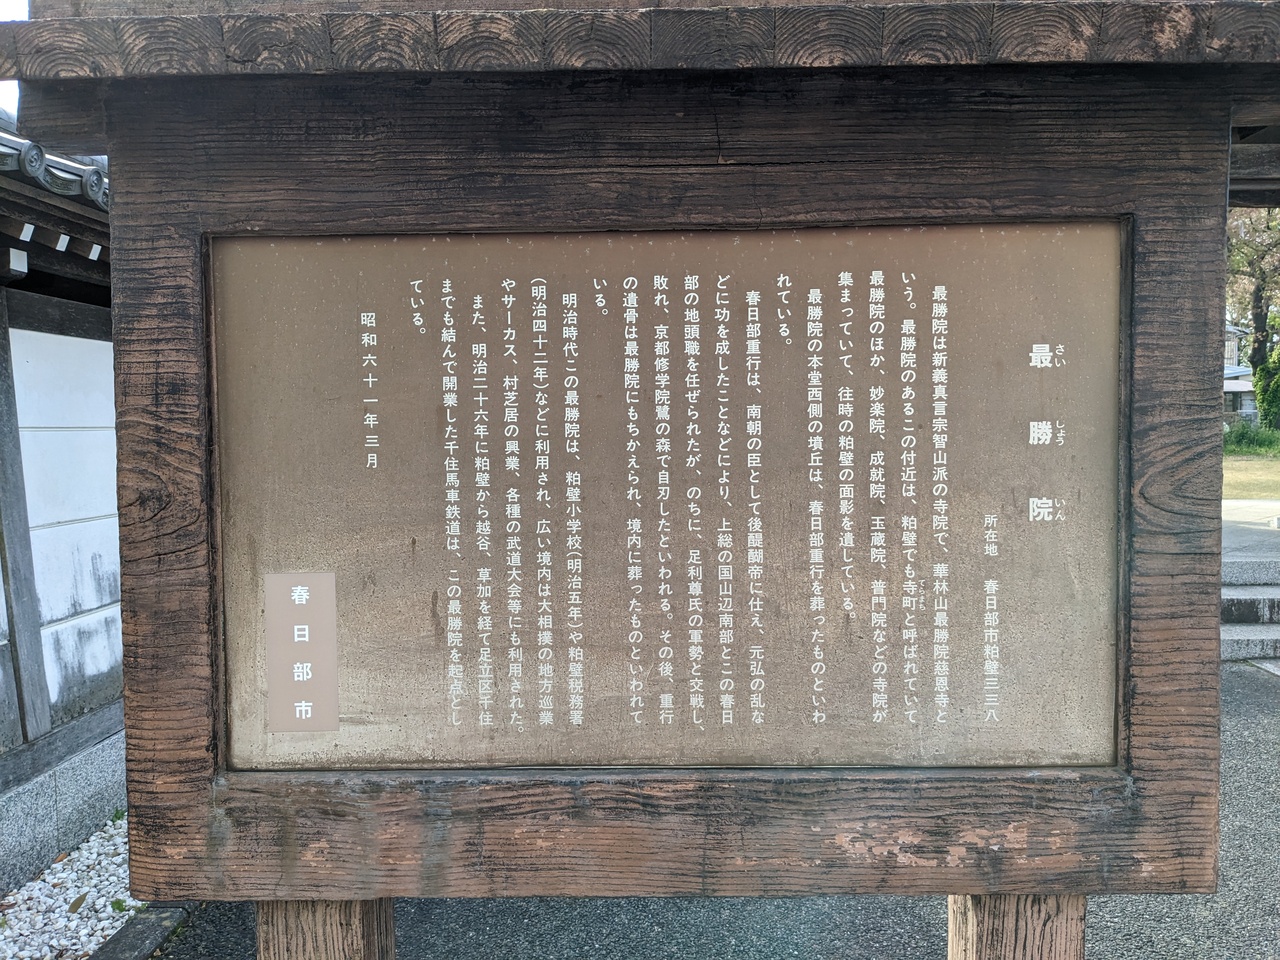 最勝院
さいしょういん
所在地　春日部市粕壁三三八
最勝院は新義真言宗智山派の寺院で、華林山最勝院慈恩寺と
いう。最勝院のあるこの付近は、粕壁でも寺町と呼ばれていて
てらまち
最勝院のほか、妙楽院、成就院、玉蔵院、普門院などの寺院が
集まっていて、往時の粕壁の面影を遺している。
最勝院の本堂西側の墳丘は、春日部重行を葬ったものといわ
れている。
春日部重行は、南朝の臣として後醍醐帝に仕え、元弘の乱な
どに功を成したことなどにより、上総の国山辺南部とこの春日
部の地頭職を任ぜられたが、のちに、足利尊氏の軍勢と交戦し、
敗れ、京都修学院鷺の森で自刃したといわれる。その後、重行
の遺骨は最勝院にもちかえられ、境内に葬ったものといわれて
いる。
明治時代この最勝院は、粕壁小学校(明治五年)や粕壁税務署
(明治四十二年)などに利用され、広い境内は大相撲の地方巡業
やサーカス、村芝居の興業、各種の武道大会等にも利用された。
また、明治二十六年に粕壁から越谷、草加を経て足立区千住
までも結んで開業した千住馬車鉄道は、この最勝院を起点とし
ている。
昭和六十一年三月
春日部市